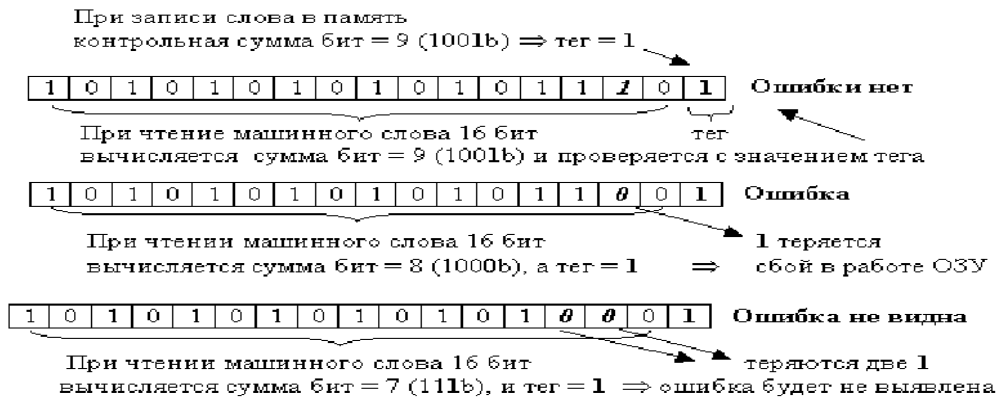 При записи слова в память
контрольная сумма бит = 9 (1001b) ⇒ тег = 1
1 0 1 0 1 0 1 0 1 0 1 0 1 1 1 0 1 Ошибки нет
При чтение машинного слова 16 бит тег
вычисляется сумма бит = 9 (1001b) и проверяется с значением тега
1 0 1 0 1 0 1 0 1 0 1 0 1 1 0 0 1 Ошибка
При чтении машинного слова 16 бит 1 теряется
вычисляется сумма бит = 8 (1000b), а тег = 1 ⇒ сбой в работе ОЗУ
1 0 1 0 1 0 1 0 1 0 1 0 1 0 0 0 1 Ошибка не видна
При чтении машинного слова 16 бит теряются две 1
вычисляется сумма бит = 7 (111b), и тег = 1 ⇒ ошибка будет не выявлена